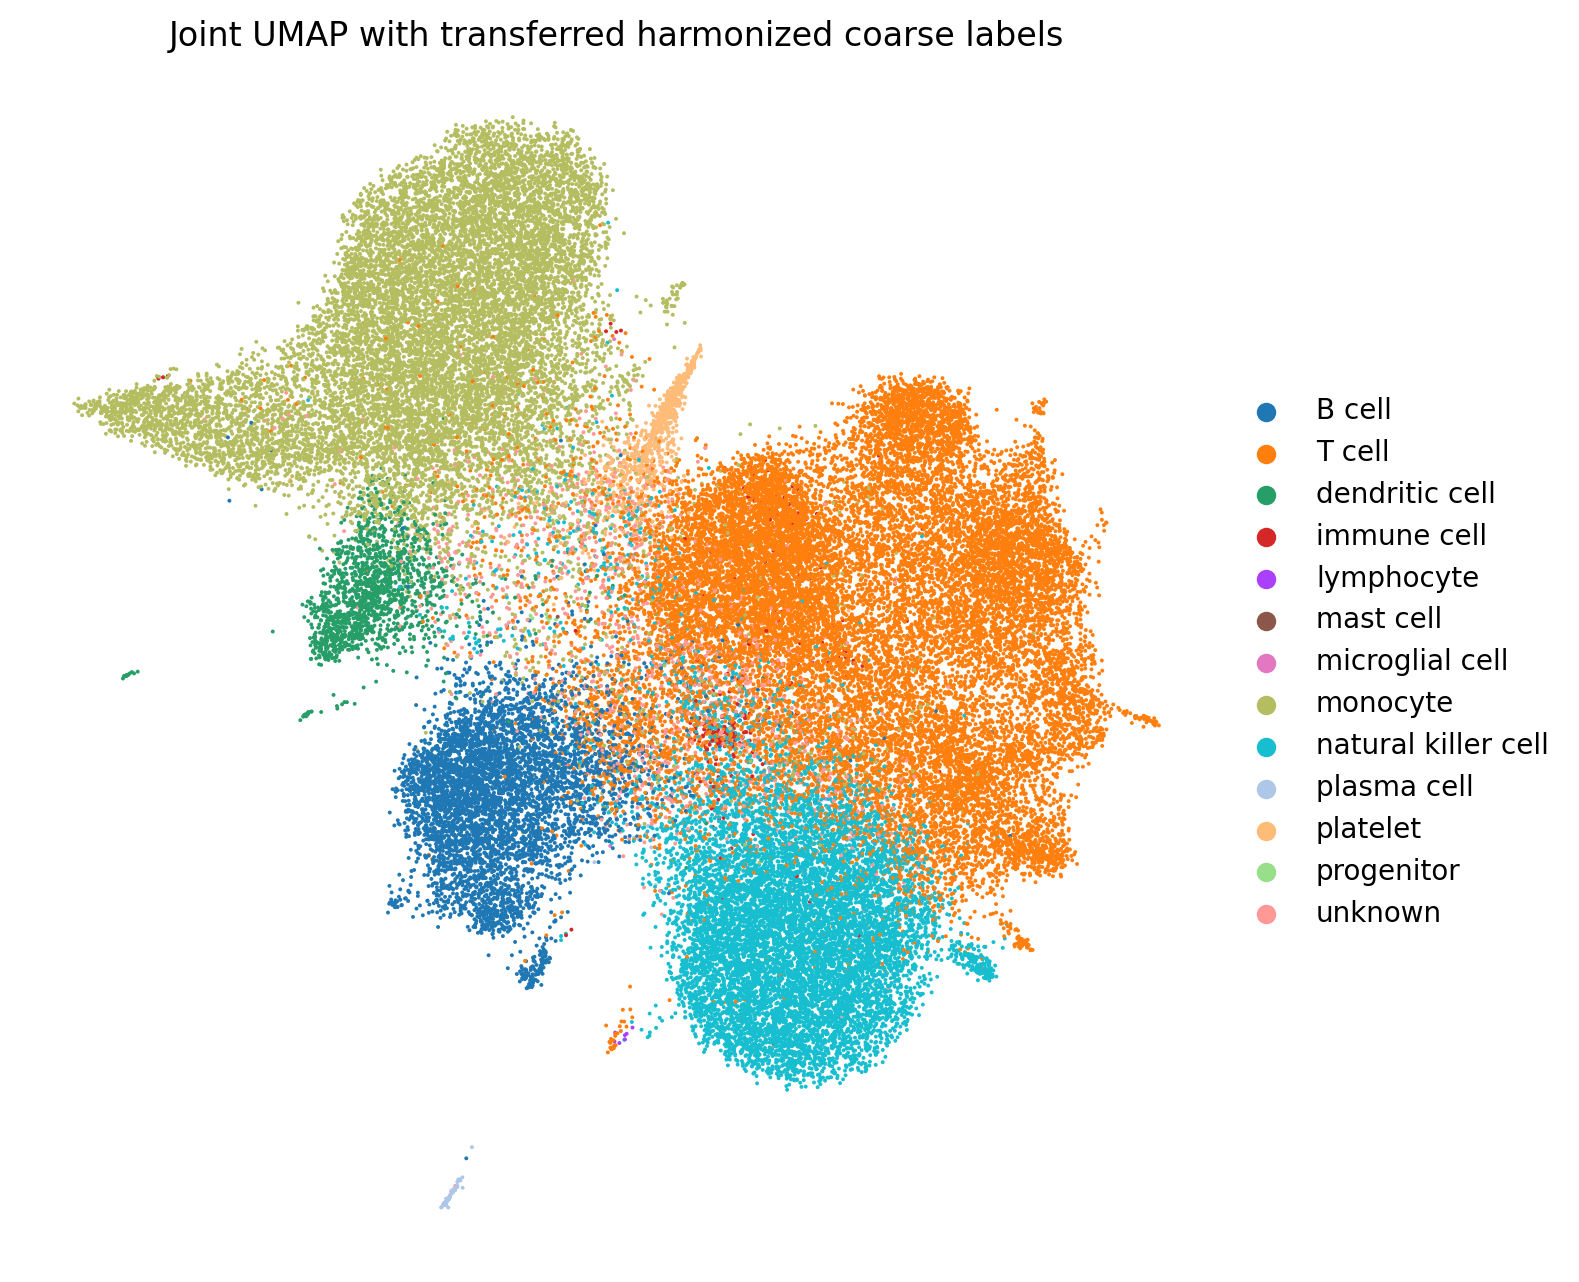 Joint UMAP with transferred harmonized coarse labels
B cell
T cell
dendritic cell
immune cell
lymphocyte
mast cell
microglial cell
monocyte
natural killer cell
plasma cell
platelet
progenitor
unknown